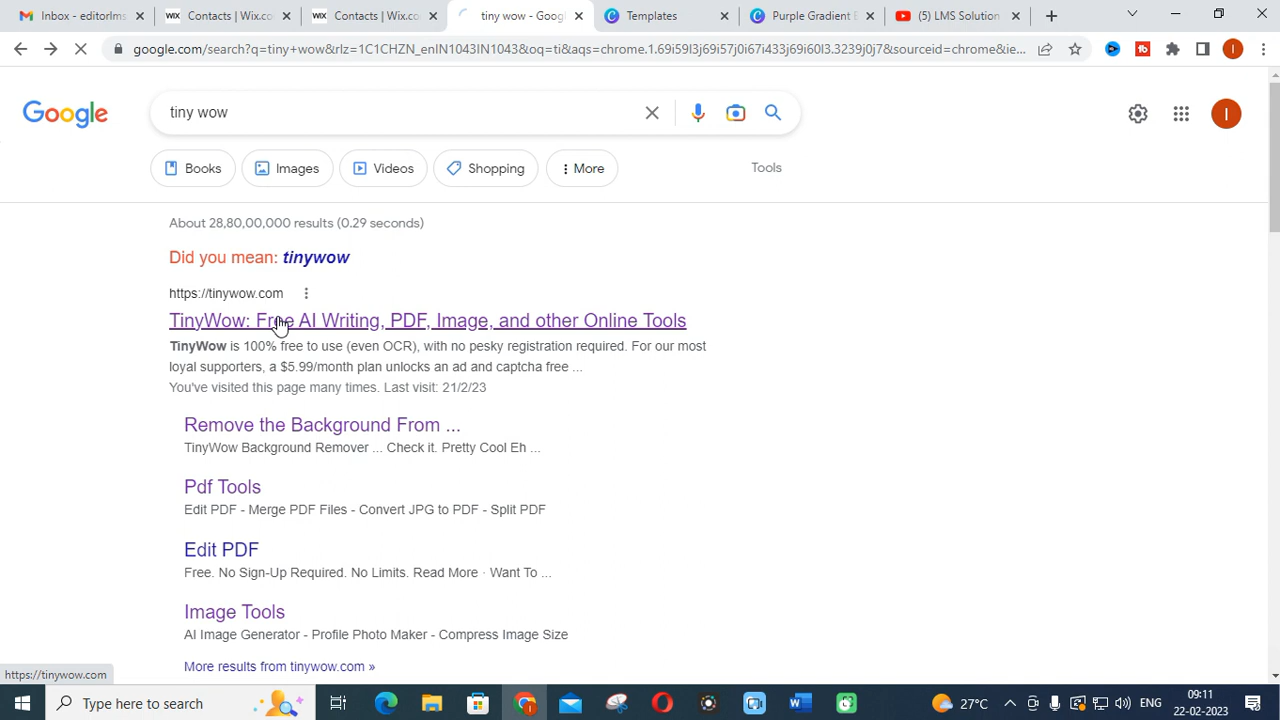 Inbox - editorlms
WIX Contacts | Wix.co
WIX Contacts | Wix.co
tiny wow - Goog
Templates
Purple Gradient B
(5) LMS Solution
google.com/search?q=tiny+wow&rlz=1C1CHZN_enIN1043IN1043&oq=ti&aqs=chrome.1.69i59l3j69i57j0i67i433j69i60l3.3239j0j7&sourceid=chrome&ie...
I
Google
tiny wow
I
Books
Images
Videos
Shopping
More
Tools
About 28,80,00,000 results (0.29 seconds)
Did you mean: tinywow
https://tinywow.com
TinyWow: Free AI Writing, PDF, Image, and other Online Tools
TinyWow is 100% free to use (even OCR), with no pesky registration required. For our most
loyal supporters, a $5.99/month plan unlocks an ad and captcha free ...
You've visited this page many times. Last visit: 21/2/23
Remove the Background From ...
TinyWow Background Remover ... Check it. Pretty Cool Eh ...
Pdf Tools
Edit PDF - Merge PDF Files - Convert JPG to PDF - Split PDF
Edit PDF
Free. No Sign-Up Required. No Limits. Read More · Want To ...
Image Tools
AI Image Generator - Profile Photo Maker - Compress Image Size
More results from tinywow.com »
https://tinywow.com
Type here to search
27°C
ENG
09:11
22-02-2023